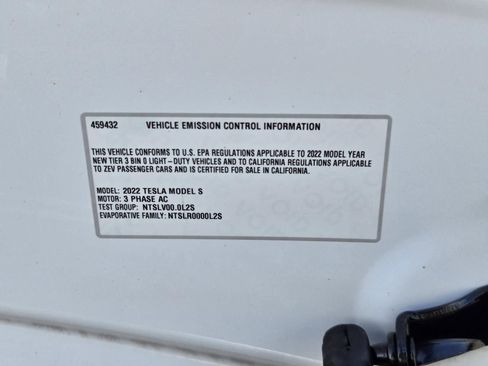 459432 VEHICLE EMISSION CONTROL INFORMATION
THIS VEHICLE CONFORMS TO U.S. EPA REGULATIONS APPLICABLE TO 2022 MODEL YEAR
NEW TIER 3 BIN 0 LIGHT – DUTY VEHICLES AND TO CALIFORNIA REGULATIONS APPLICABLE
TO ZEV PASSENGER CARS AND IS CERTIFIED FOR SALE IN CALIFORNIA.
MODEL: 2022 TESLA MODEL S
MOTOR: 3 PHASE AC
TEST GROUP: NTSLV00.0L2S
EVAPORATIVE FAMILY: NTSLR0000L2S